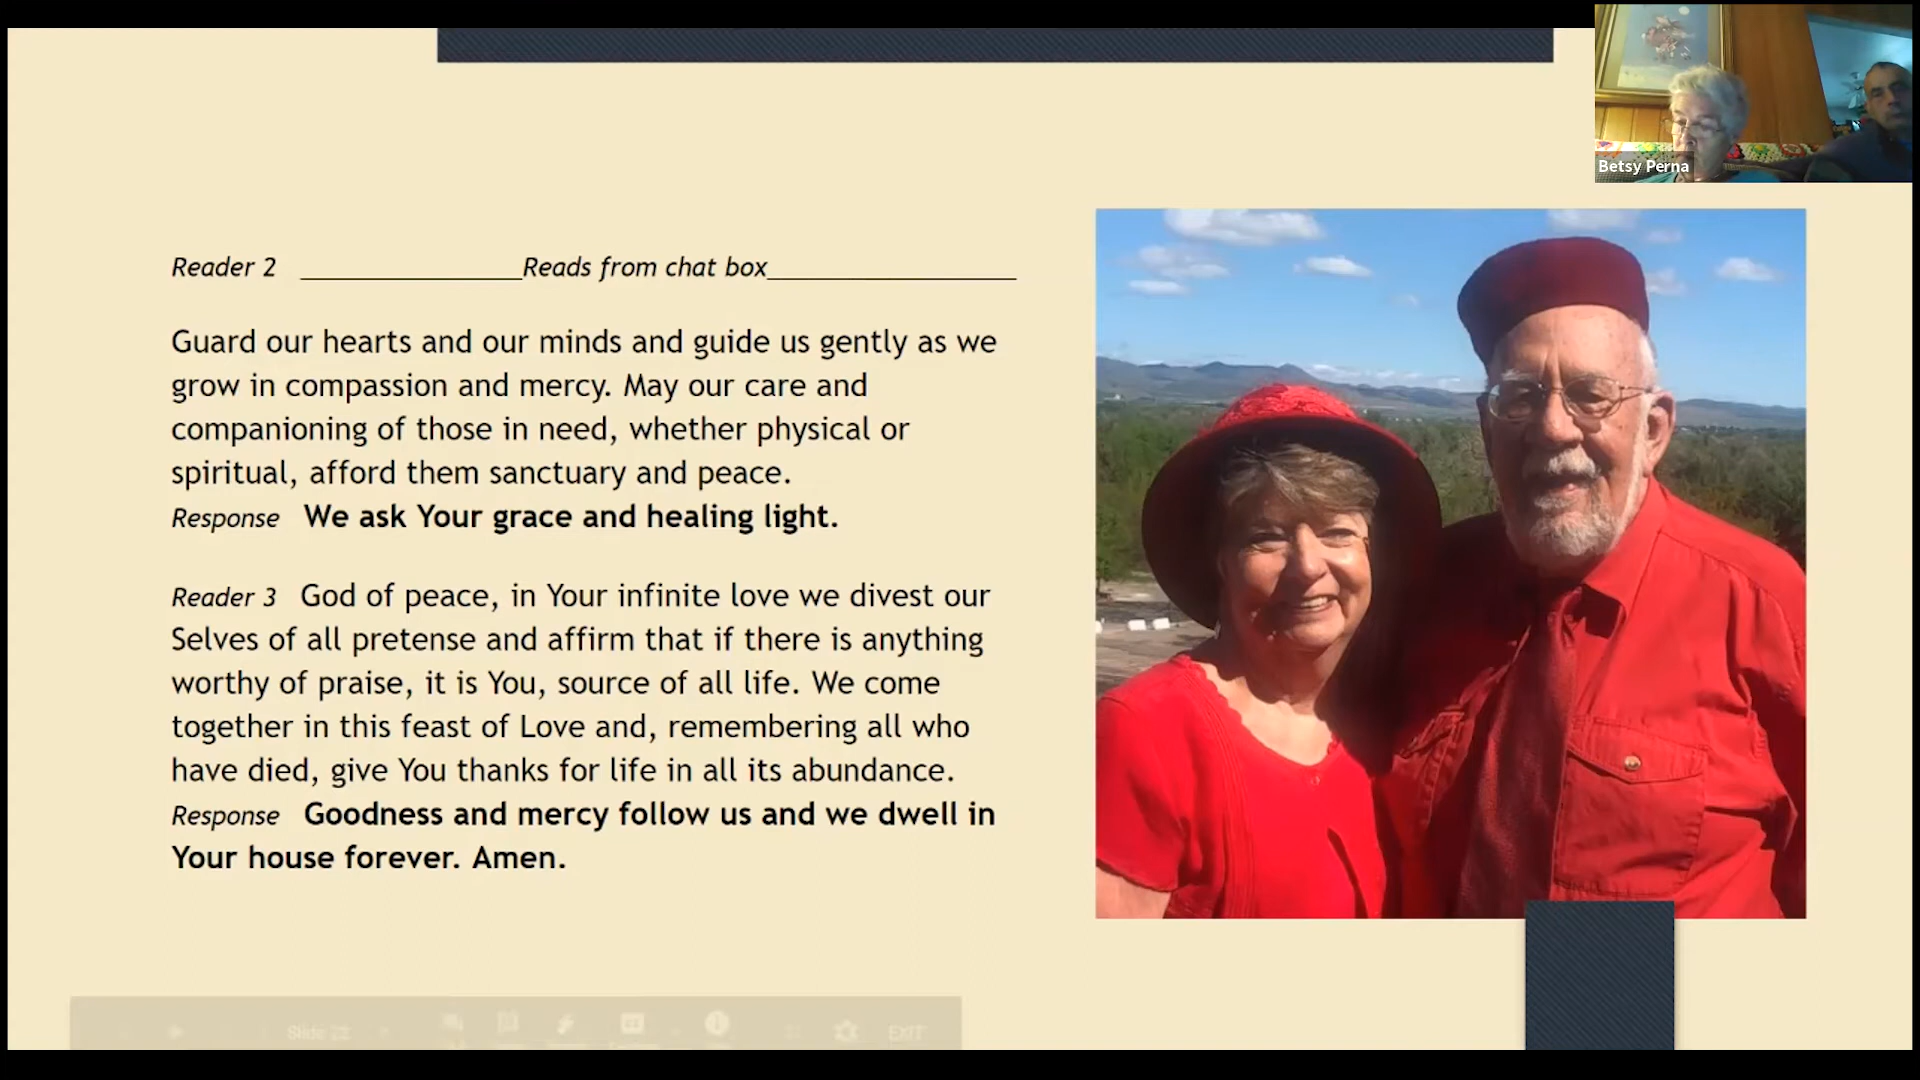 Betsy Perna
Reader 2 ______________Reads from chat box________________
Guard our hearts and our minds and guide us gently as we
grow in compassion and mercy. May our care and
companioning of those in need, whether physical or
spiritual, afford them sanctuary and peace.
Response We ask Your grace and healing light.
Reader 3 God of peace, in Your infinite love we divest our
Selves of all pretense and affirm that if there is anything
worthy of praise, it is You, source of all life. We come
together in this feast of Love and, remembering all who
have died, give You thanks for life in all its abundance.
Response Goodness and mercy follow us and we dwell in
Your house forever. Amen.
Slide 22 EXIT